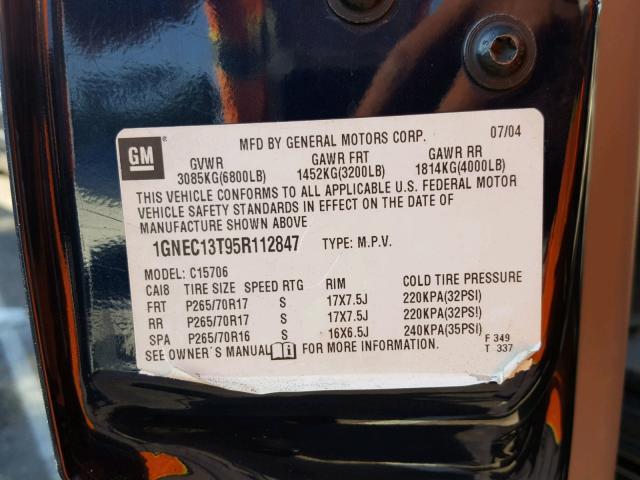 GM
MFD BY GENERAL MOTORS CORP. 07/04
GVWR GAWR FRT GAWR RR
3085KG(6800LB) 1452KG(3200LB) 1814KG(4000LB)
THIS VEHICLE CONFORMS TO ALL APPLICABLE U.S. FEDERAL MOTOR
VEHICLE SAFETY STANDARDS IN EFFECT ON THE DATE OF
MANUFACTURE SHOWN ABOVE
1GNEC13T95R112847 TYPE: M.P.V.
MODEL: C15706
CAI8 TIRE SIZE SPEED RTG RIM COLD TIRE PRESSURE
FRT P265/70R17 S 17X7.5J 220KPA(32PSI)
RR P265/70R17 S 17X7.5J 220KPA(32PSI)
SPA P265/70R16 S 16X6.5J 240KPA(35PSI)
SEE OWNER'S MANUAL FOR MORE INFORMATION.
F 349
T 337